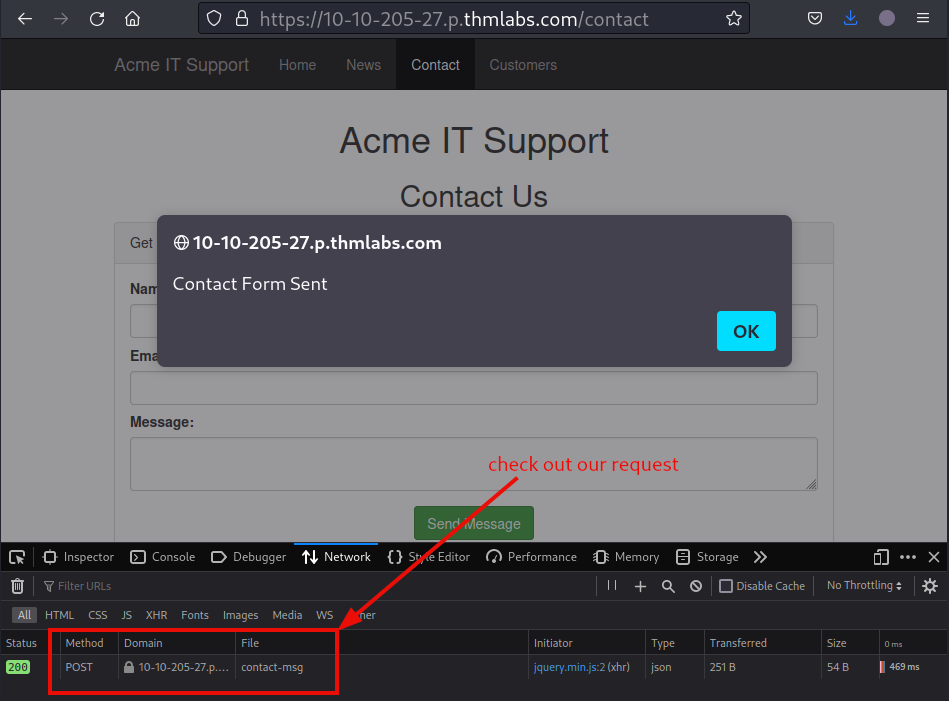 https://10-10-205-27.p.thmlabs.com/contact
Acme IT Support Home News Contact Customers
Acme IT Support
Contact Us
Get
10-10-205-27.p.thmlabs.com
Contact Form Sent
OK
Message:
check out our request
Send Message
Inspector Console Debugger Network Style Editor Performance Memory Storage
Filter URLs Disable Cache No Throttling
All HTML CSS JS XHR Fonts Images Media WS
Status Method Domain File Initiator Type Transferred Size 0 ms
200 POST 10-10-205-27.p.... contact-msg jquery.min.js:2 (xhr) json 251 B 54 B 469 ms